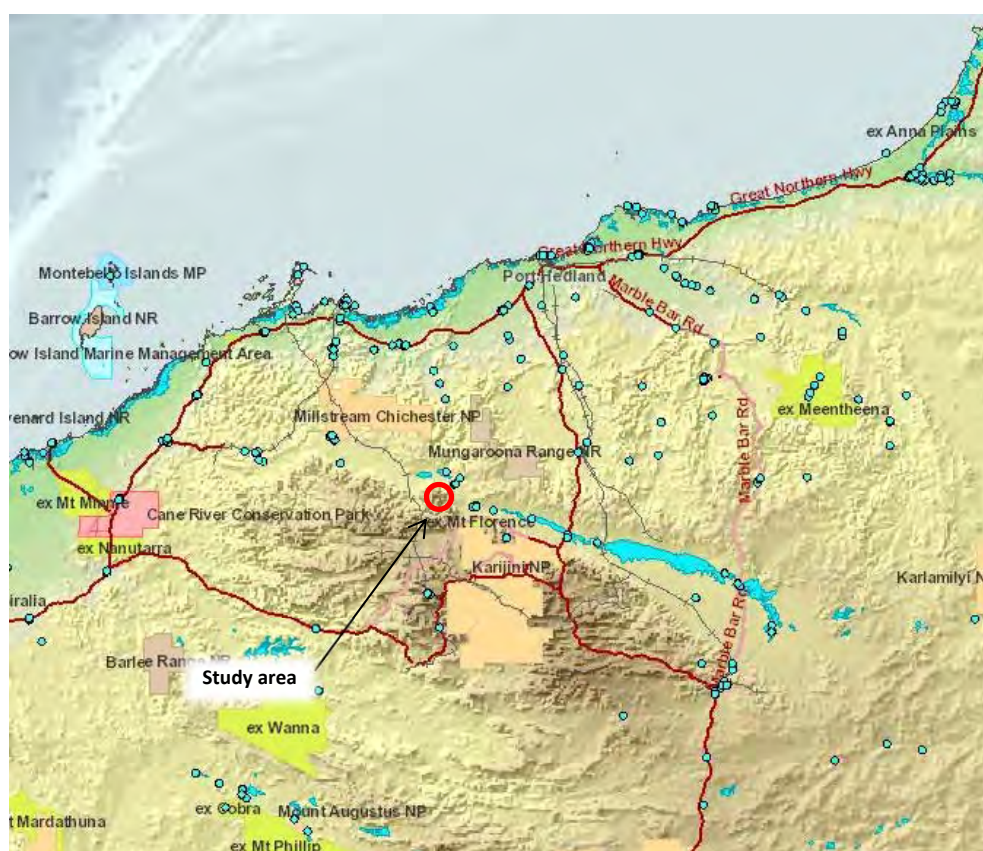 ex Anna Plains
Great Northern Hwy
Great Northern Hwy
Montebello Islands MP
Port Hedland
Marble Bar Rd
Barrow Island NR
ow Island Marine Management Area
enard Island NR
Millstream Chichester NP
ex Meentheena
Mungaroona Range NR
Marble Bar Rd
ex Mt Minnie
Cane River Conservation Park
ex Mt Florence
ex Nanutarra
Karijini NP
Karlamilyi N
iralia
Marble Bar Rd
Barlee Range NR
Study area
ex Wanna
ex Cobra
Mount Augustus NP
t Mardathuna
ex Mt Phillip